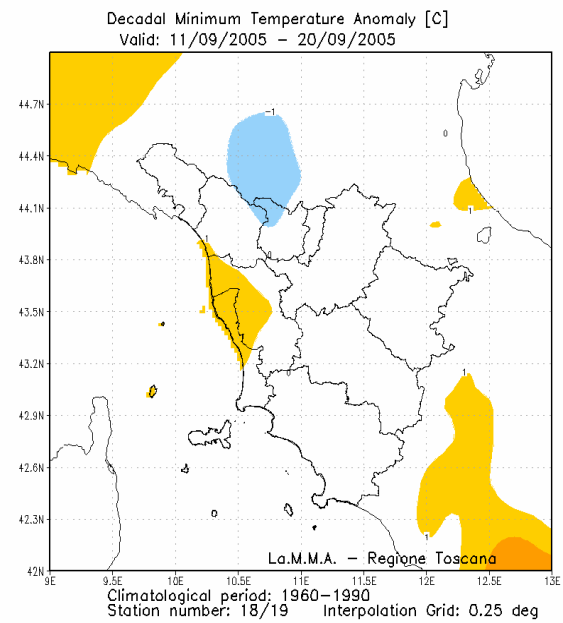 Decadal Minimum Temperature Anomaly [C]
Valid: 11/09/2005 - 20/09/2005
44.7N
-1
44.4N
44.1N
1
1
43.8N
43.5N
43.2N
1
42.9N
42.6N
42.3N
1
La.M.M.A. - Regione Toscana
42N
9E 9.5E 10E 10.5E 11E 11.5E 12E 12.5E 13E
Climatological period: 1960-1990
Station number: 18/19 Interpolation Grid: 0.25 deg